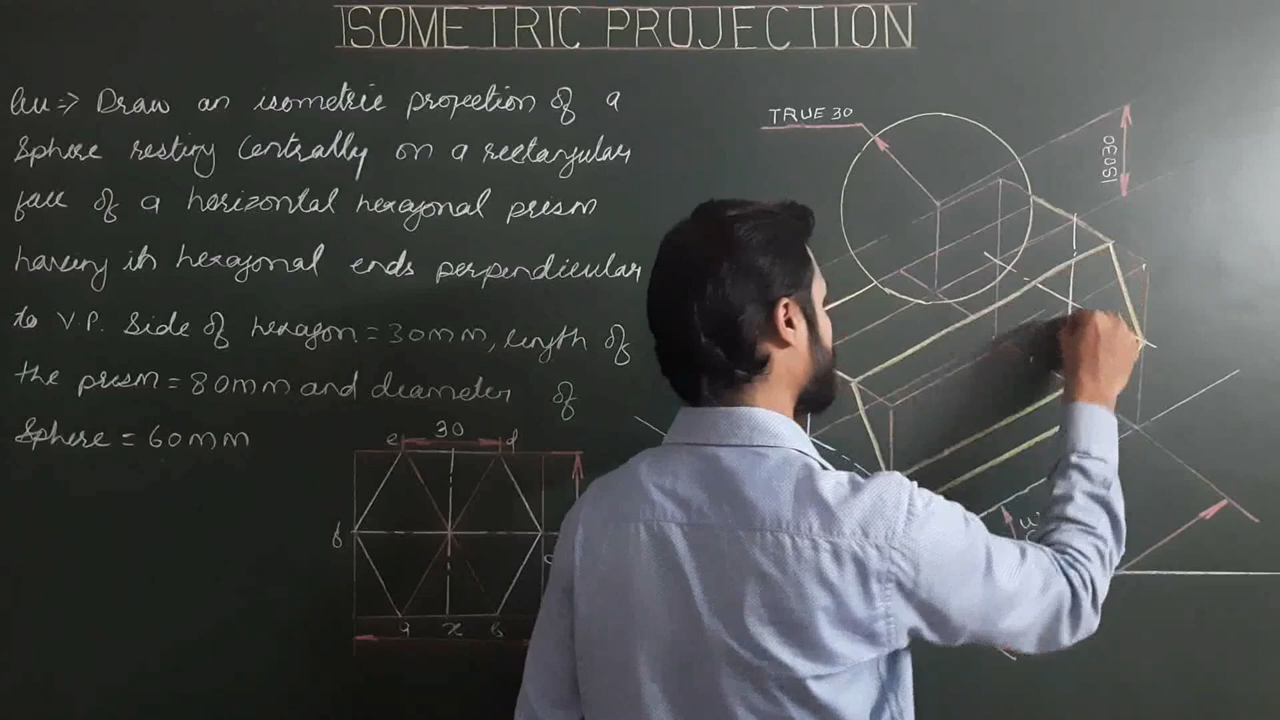 ISOMETRIC PROJECTION
Qu => Draw an isometric projection of a
Sphere resting Centrally on a rectangular
face of a horizontal hexagonal prism
having its hexagonal ends perpendicular
to V.P. Side of hexagon = 30mm, length of
the prism = 80mm and diameter of
Sphere = 60mm
TRUE 30
ISO30
e 30 d
f
a x b